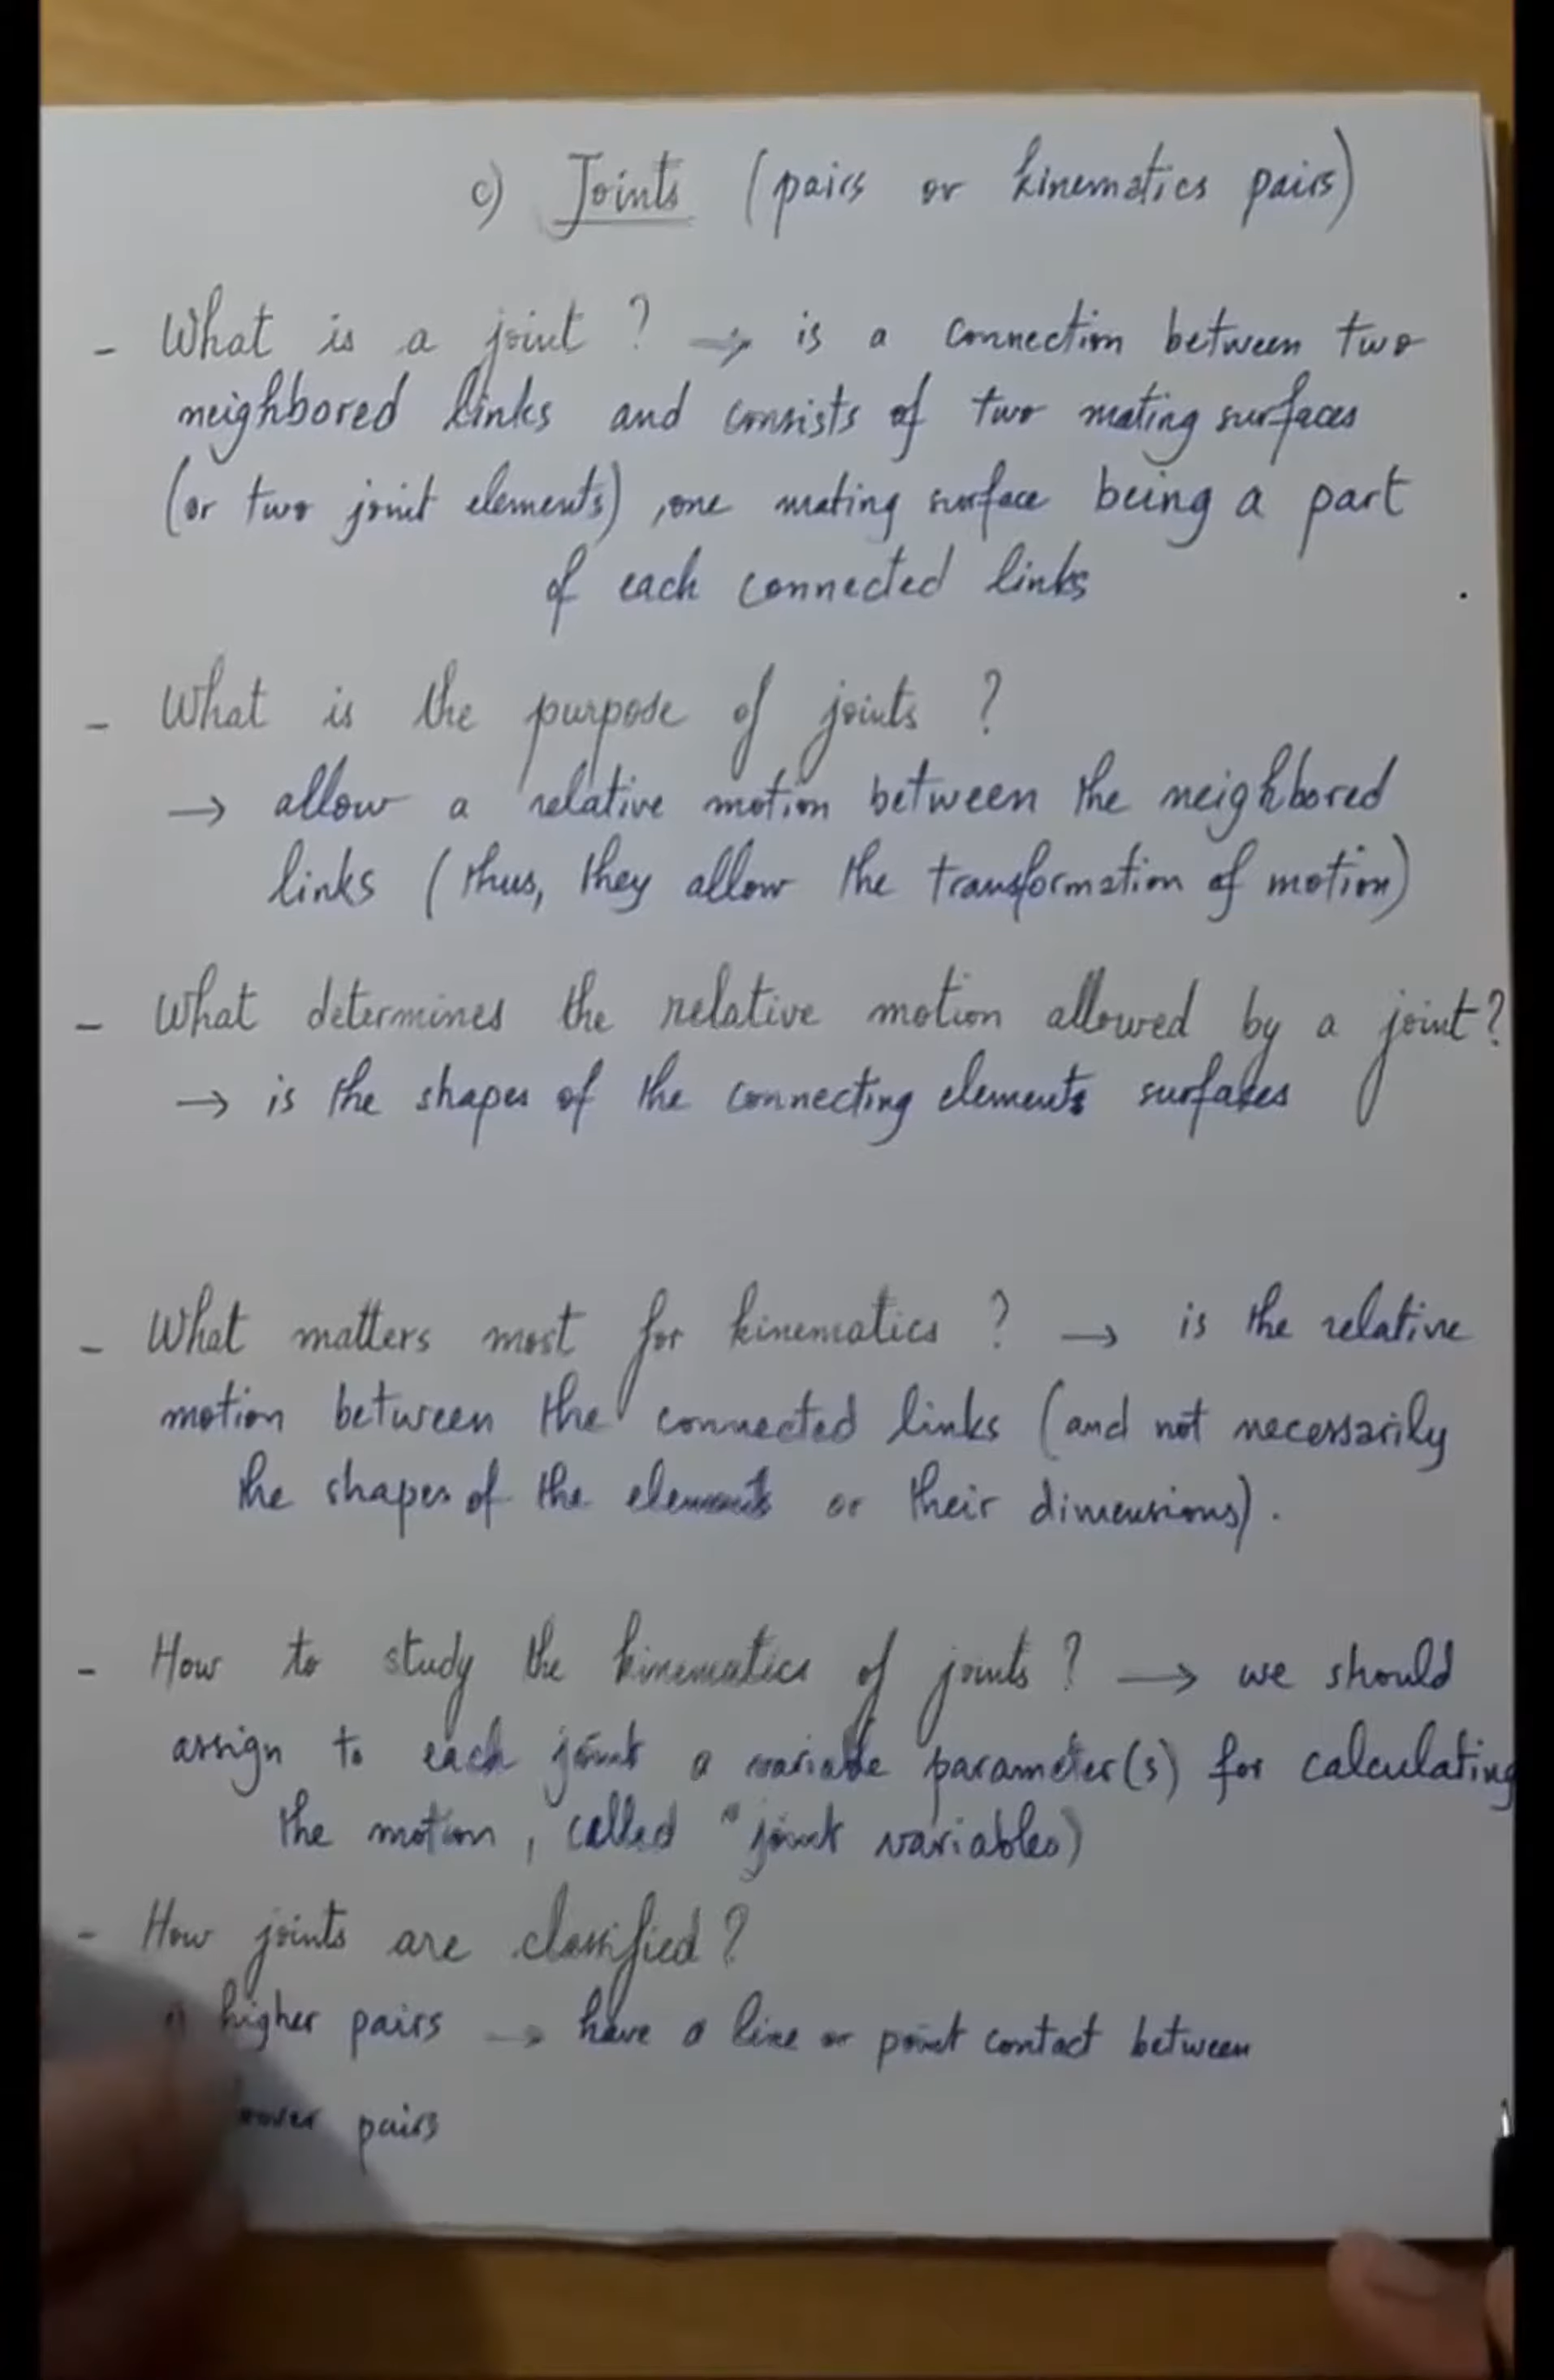 c) Joints (pairs or kinematics pairs)
- What is a joint ? → is a connection between two
neighbored links and consists of two mating surfaces
(or two joint elements) , one mating surface being a part
of each connected links
- What is the purpose of joints ?
→ allow a relative motion between the neighbored
links (thus, they allow the transformation of motion)
- What determines the relative motion allowed by a joint?
→ is the shapes of the connecting elements surfaces
- What matters most for kinematics ? → is the relative
motion between the connected links (and not necessarily
the shapes of the elements or their dimensions).
- How to study the kinematics of joints ? → we should
assign to each joint a variable parameter(s) for calculating
the motion, called "joint variables)
- How joints are classified ?
higher pairs → have a line or point contact between
pairs